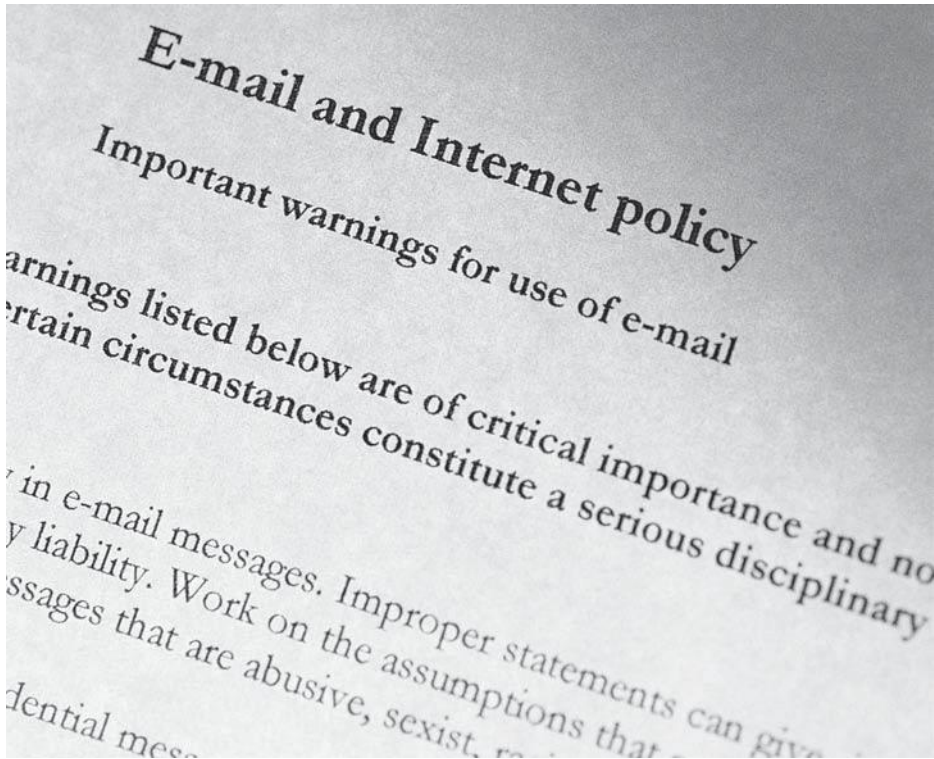 E-mail and Internet policy
Important warnings for use of e-mail
arnings listed below are of critical importance and no
ertain circumstances constitute a serious disciplinary
in e-mail messages. Improper statements can give
y liability. Work on the assumptions that
ssages that are abusive, sexist,
dential mess